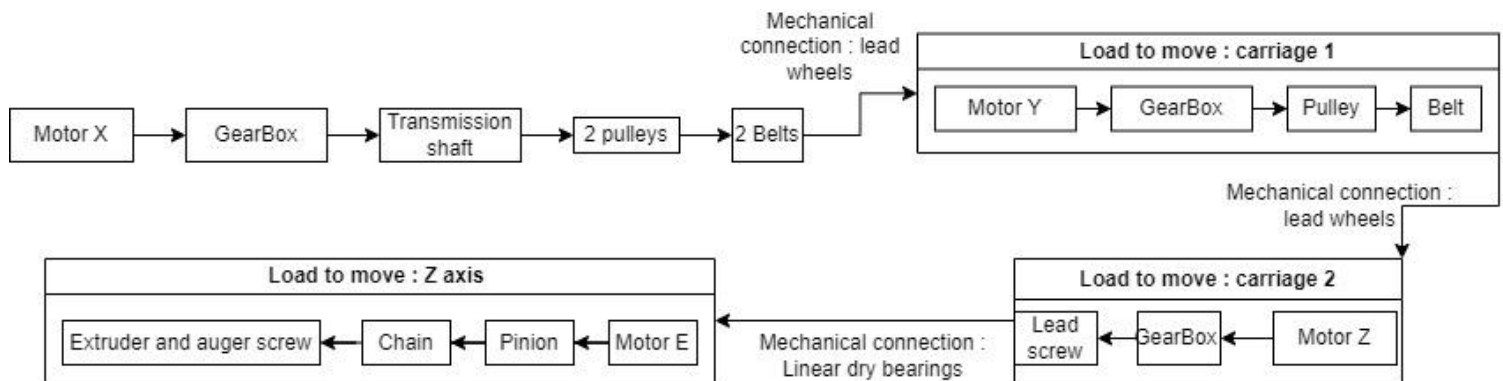 Mechanical
connection : lead
wheels
Load to move : carriage 1
Motor X
GearBox
Transmission
shaft
2 pulleys
2 Belts
Motor Y
GearBox
Pulley
Belt
Mechanical connection :
lead wheels
Load to move : Z axis
Load to move : carriage 2
Extruder and auger screw
Chain
Pinion
Motor E
Mechanical connection :
Linear dry bearings
Lead
screw
GearBox
Motor Z